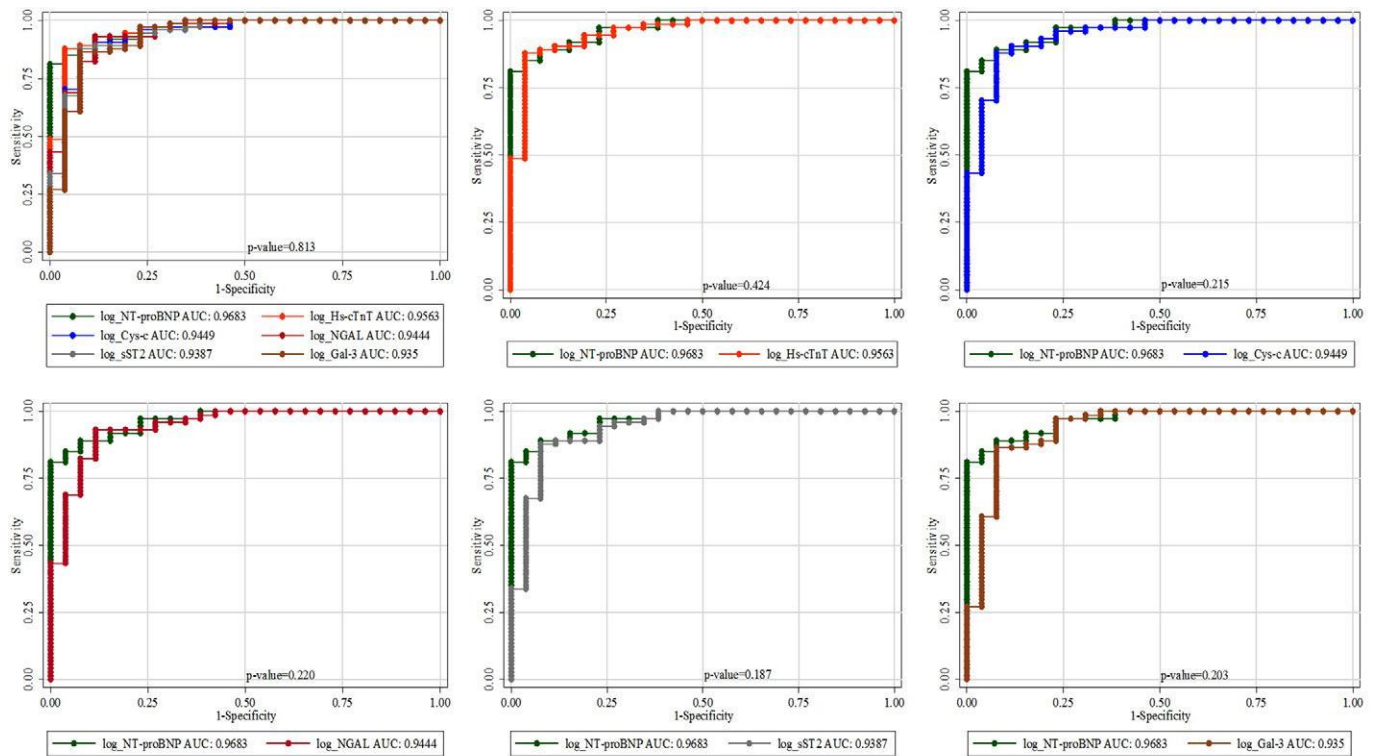 1.00
0.75
0.50
0.25
0.00
Sensitivity
p-value=0.813
0.00 0.25 0.50 0.75 1.00
1-Specificity
log_NT-proBNP AUC: 0.9683 log_Hs-cTnT AUC: 0.9563
log_Cys-c AUC: 0.9449 log_NGAL AUC: 0.9444
log_sST2 AUC: 0.9387 log_Gal-3 AUC: 0.935
1.00
0.75
0.50
0.25
0.00
Sensitivity
p-value=0.424
0.00 0.25 0.50 0.75 1.00
1-Specificity
log_NT-proBNP AUC: 0.9683 log_Hs-cTnT AUC: 0.9563
1.00
0.75
0.50
0.25
0.00
Sensitivity
p-value=0.215
0.00 0.25 0.50 0.75 1.00
1-Specificity
log_NT-proBNP AUC: 0.9683 log_Cys-c AUC: 0.9449
1.00
0.75
0.50
0.25
0.00
Sensitivity
p-value=0.220
0.00 0.25 0.50 0.75 1.00
1-Specificity
log_NT-proBNP AUC: 0.9683 log_NGAL AUC: 0.9444
1.00
0.75
0.50
0.25
0.00
Sensitivity
p-value=0.187
0.00 0.25 0.50 0.75 1.00
1-Specificity
log_NT-proBNP AUC: 0.9683 log_sST2 AUC: 0.9387
1.00
0.75
0.50
0.25
0.00
Sensitivity
p-value=0.203
0.00 0.25 0.50 0.75 1.00
1-Specificity
log_NT-proBNP AUC: 0.9683 log_Gal-3 AUC: 0.935